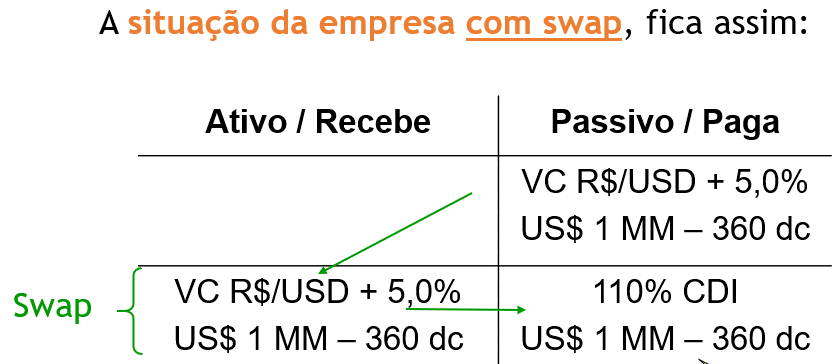 A situação da empresa com swap, fica assim:
Ativo / Recebe
Passivo / Paga
VC R$/USD + 5,0%
US$ 1 MM – 360 dc
Swap
VC R$/USD + 5,0%
US$ 1 MM – 360 dc
110% CDI
US$ 1 MM – 360 dc